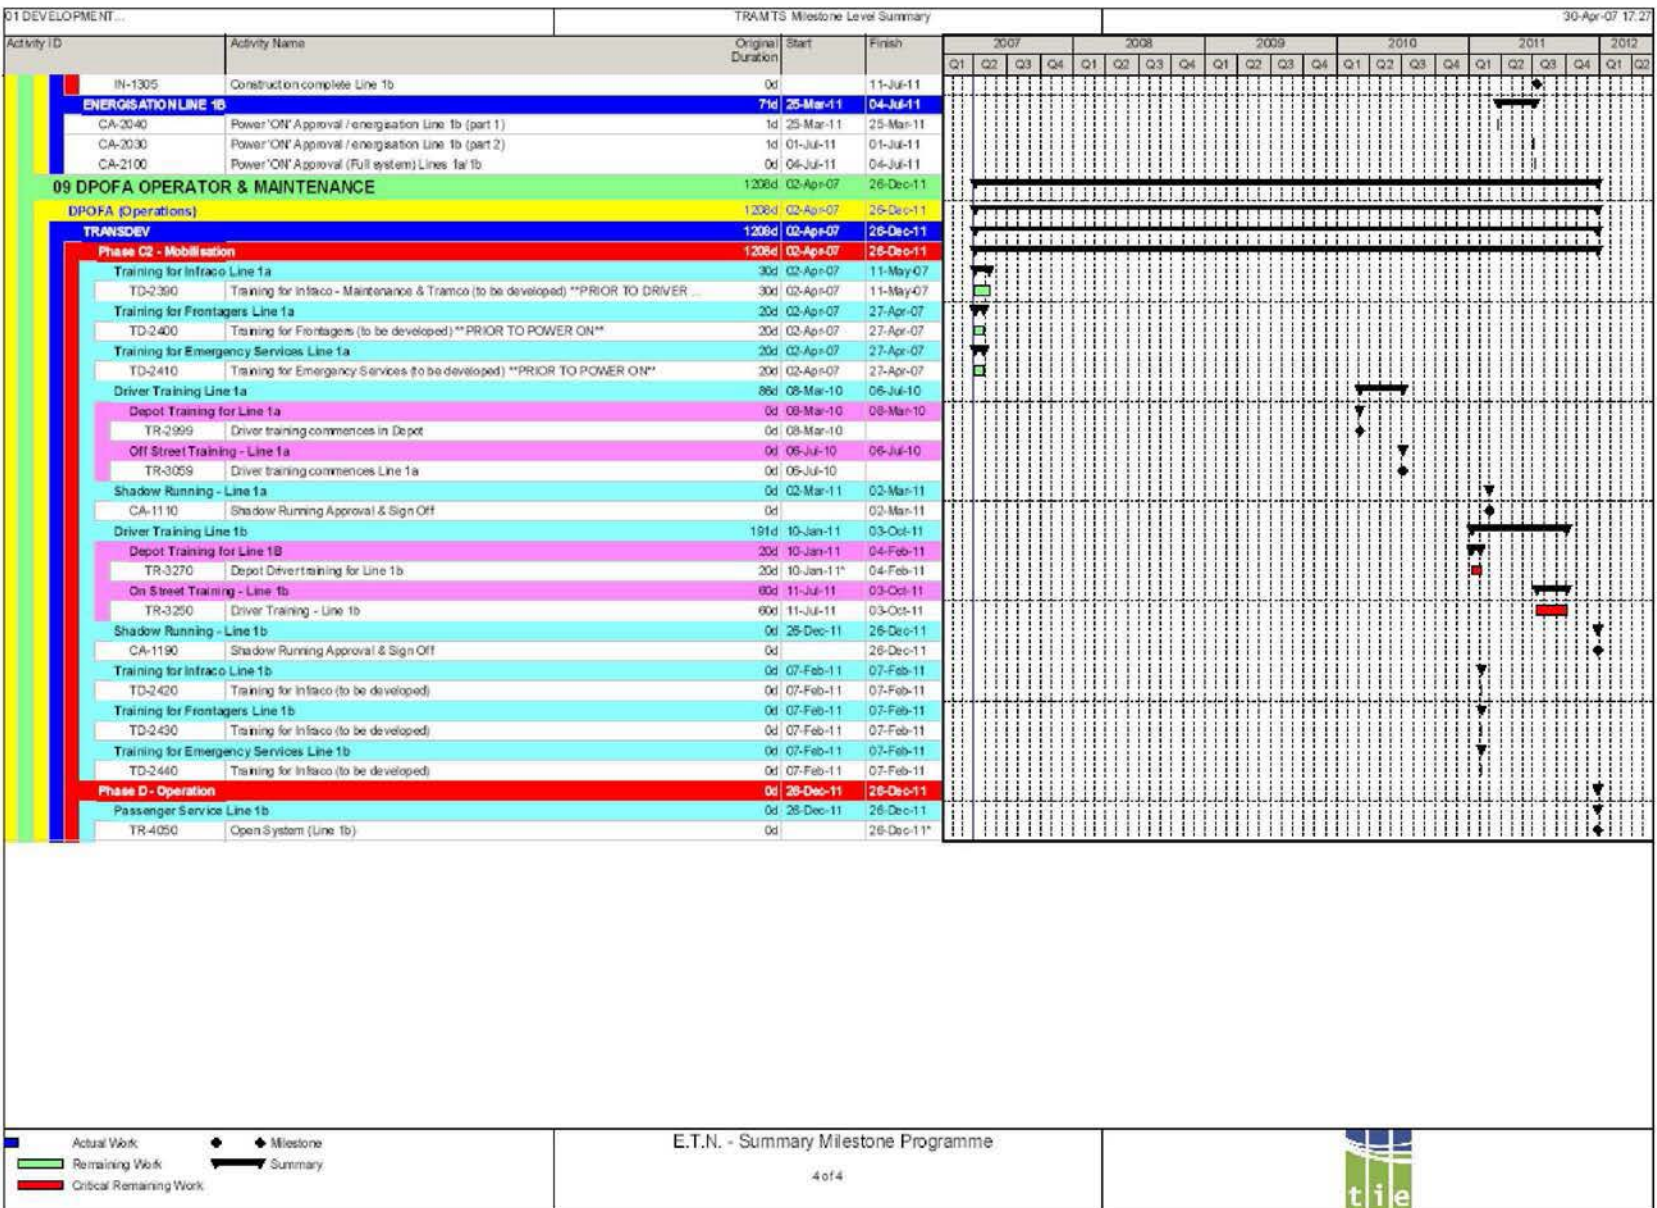 01 DEVELOPMENT... TRAM TS Milestone Level Summary 30-Apr-07 17:27
Activity ID Activity Name Original Duration Start Finish 2007 2008 2009 2010 2011 2012
Q1 Q2 Q3 Q4 Q1 Q2 Q3 Q4 Q1 Q2 Q3 Q4 Q1 Q2 Q3 Q4 Q1 Q2 Q3 Q4 Q1 Q2
IN-1305 Construction complete Line 1b 0d 11-Jul-11
ENERGISATION LINE 1B 71d 25-Mar-11 04-Jul-11
CA-2040 Power 'ON' Approval / energisation Line 1b (part 1) 1d 25-Mar-11 25-Mar-11
CA-2030 Power 'ON' Approval / energisation Line 1b (part 2) 1d 01-Jul-11 01-Jul-11
CA-2100 Power 'ON' Approval (Full system) Lines 1a/1b 0d 04-Jul-11 04-Jul-11
09 DPOFA OPERATOR & MAINTENANCE 1208d 02-Apr-07 26-Dec-11
DPOFA (Operations) 1208d 02-Apr-07 26-Dec-11
TRANSDEV 1208d 02-Apr-07 26-Dec-11
Phase C2 - Mobilisation 1208d 02-Apr-07 26-Dec-11
Training for Infraco Line 1a 30d 02-Apr-07 11-May-07
TD-2390 Training for Infraco - Maintenance & Tramco (to be developed) **PRIOR TO DRIVER ... 30d 02-Apr-07 11-May-07
Training for Frontagers Line 1a 20d 02-Apr-07 27-Apr-07
TD-2400 Training for Frontagers (to be developed) **PRIOR TO POWER ON** 20d 02-Apr-07 27-Apr-07
Training for Emergency Services Line 1a 20d 02-Apr-07 27-Apr-07
TD-2410 Training for Emergency Services (to be developed) **PRIOR TO POWER ON** 20d 02-Apr-07 27-Apr-07
Driver Training Line 1a 86d 08-Mar-10 06-Jul-10
Depot Training for Line 1a 0d 08-Mar-10 08-Mar-10
TR-2999 Driver training commences in Depot 0d 08-Mar-10
Off Street Training - Line 1a 0d 06-Jul-10 06-Jul-10
TR-3059 Driver training commences Line 1a 0d 06-Jul-10
Shadow Running - Line 1a 0d 02-Mar-11 02-Mar-11
CA-1110 Shadow Running Approval & Sign Off 0d 02-Mar-11
Driver Training Line 1b 191d 10-Jan-11 03-Oct-11
Depot Training for Line 1B 20d 10-Jan-11 04-Feb-11
TR-3270 Depot Driver training for Line 1b 20d 10-Jan-11* 04-Feb-11
On Street Training - Line 1b 60d 11-Jul-11 03-Oct-11
TR-3250 Driver Training - Line 1b 60d 11-Jul-11 03-Oct-11
Shadow Running - Line 1b 0d 26-Dec-11 26-Dec-11
CA-1190 Shadow Running Approval & Sign Off 0d 26-Dec-11
Training for Infraco Line 1b 0d 07-Feb-11 07-Feb-11
TD-2420 Training for Infraco (to be developed) 0d 07-Feb-11 07-Feb-11
Training for Frontagers Line 1b 0d 07-Feb-11 07-Feb-11
TD-2430 Training for Infraco (to be developed) 0d 07-Feb-11 07-Feb-11
Training for Emergency Services Line 1b 0d 07-Feb-11 07-Feb-11
TD-2440 Training for Infraco (to be developed) 0d 07-Feb-11 07-Feb-11
Phase D - Operation 0d 26-Dec-11 26-Dec-11
Passenger Service Line 1b 0d 26-Dec-11 26-Dec-11
TR-4050 Open System (Line 1b) 0d 26-Dec-11*
Actual Work Milestone
Remaining Work Summary
Critical Remaining Work
E.T.N. - Summary Milestone Programme
4 of 4
tie